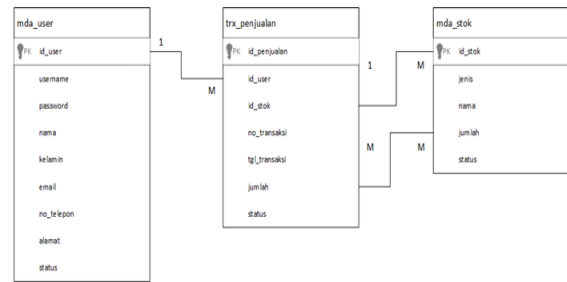 mda_user
PK id_user
username
password
nama
kelamin
email
no_telepon
alamat
status
1
M
trx_penjualan
PK id_penjualan
id_user
id_stok
no_transaksi
tgl_transaksi
jumlah
status
1
M
M
M
mda_stok
PK id_stok
jenis
nama
jumlah
status